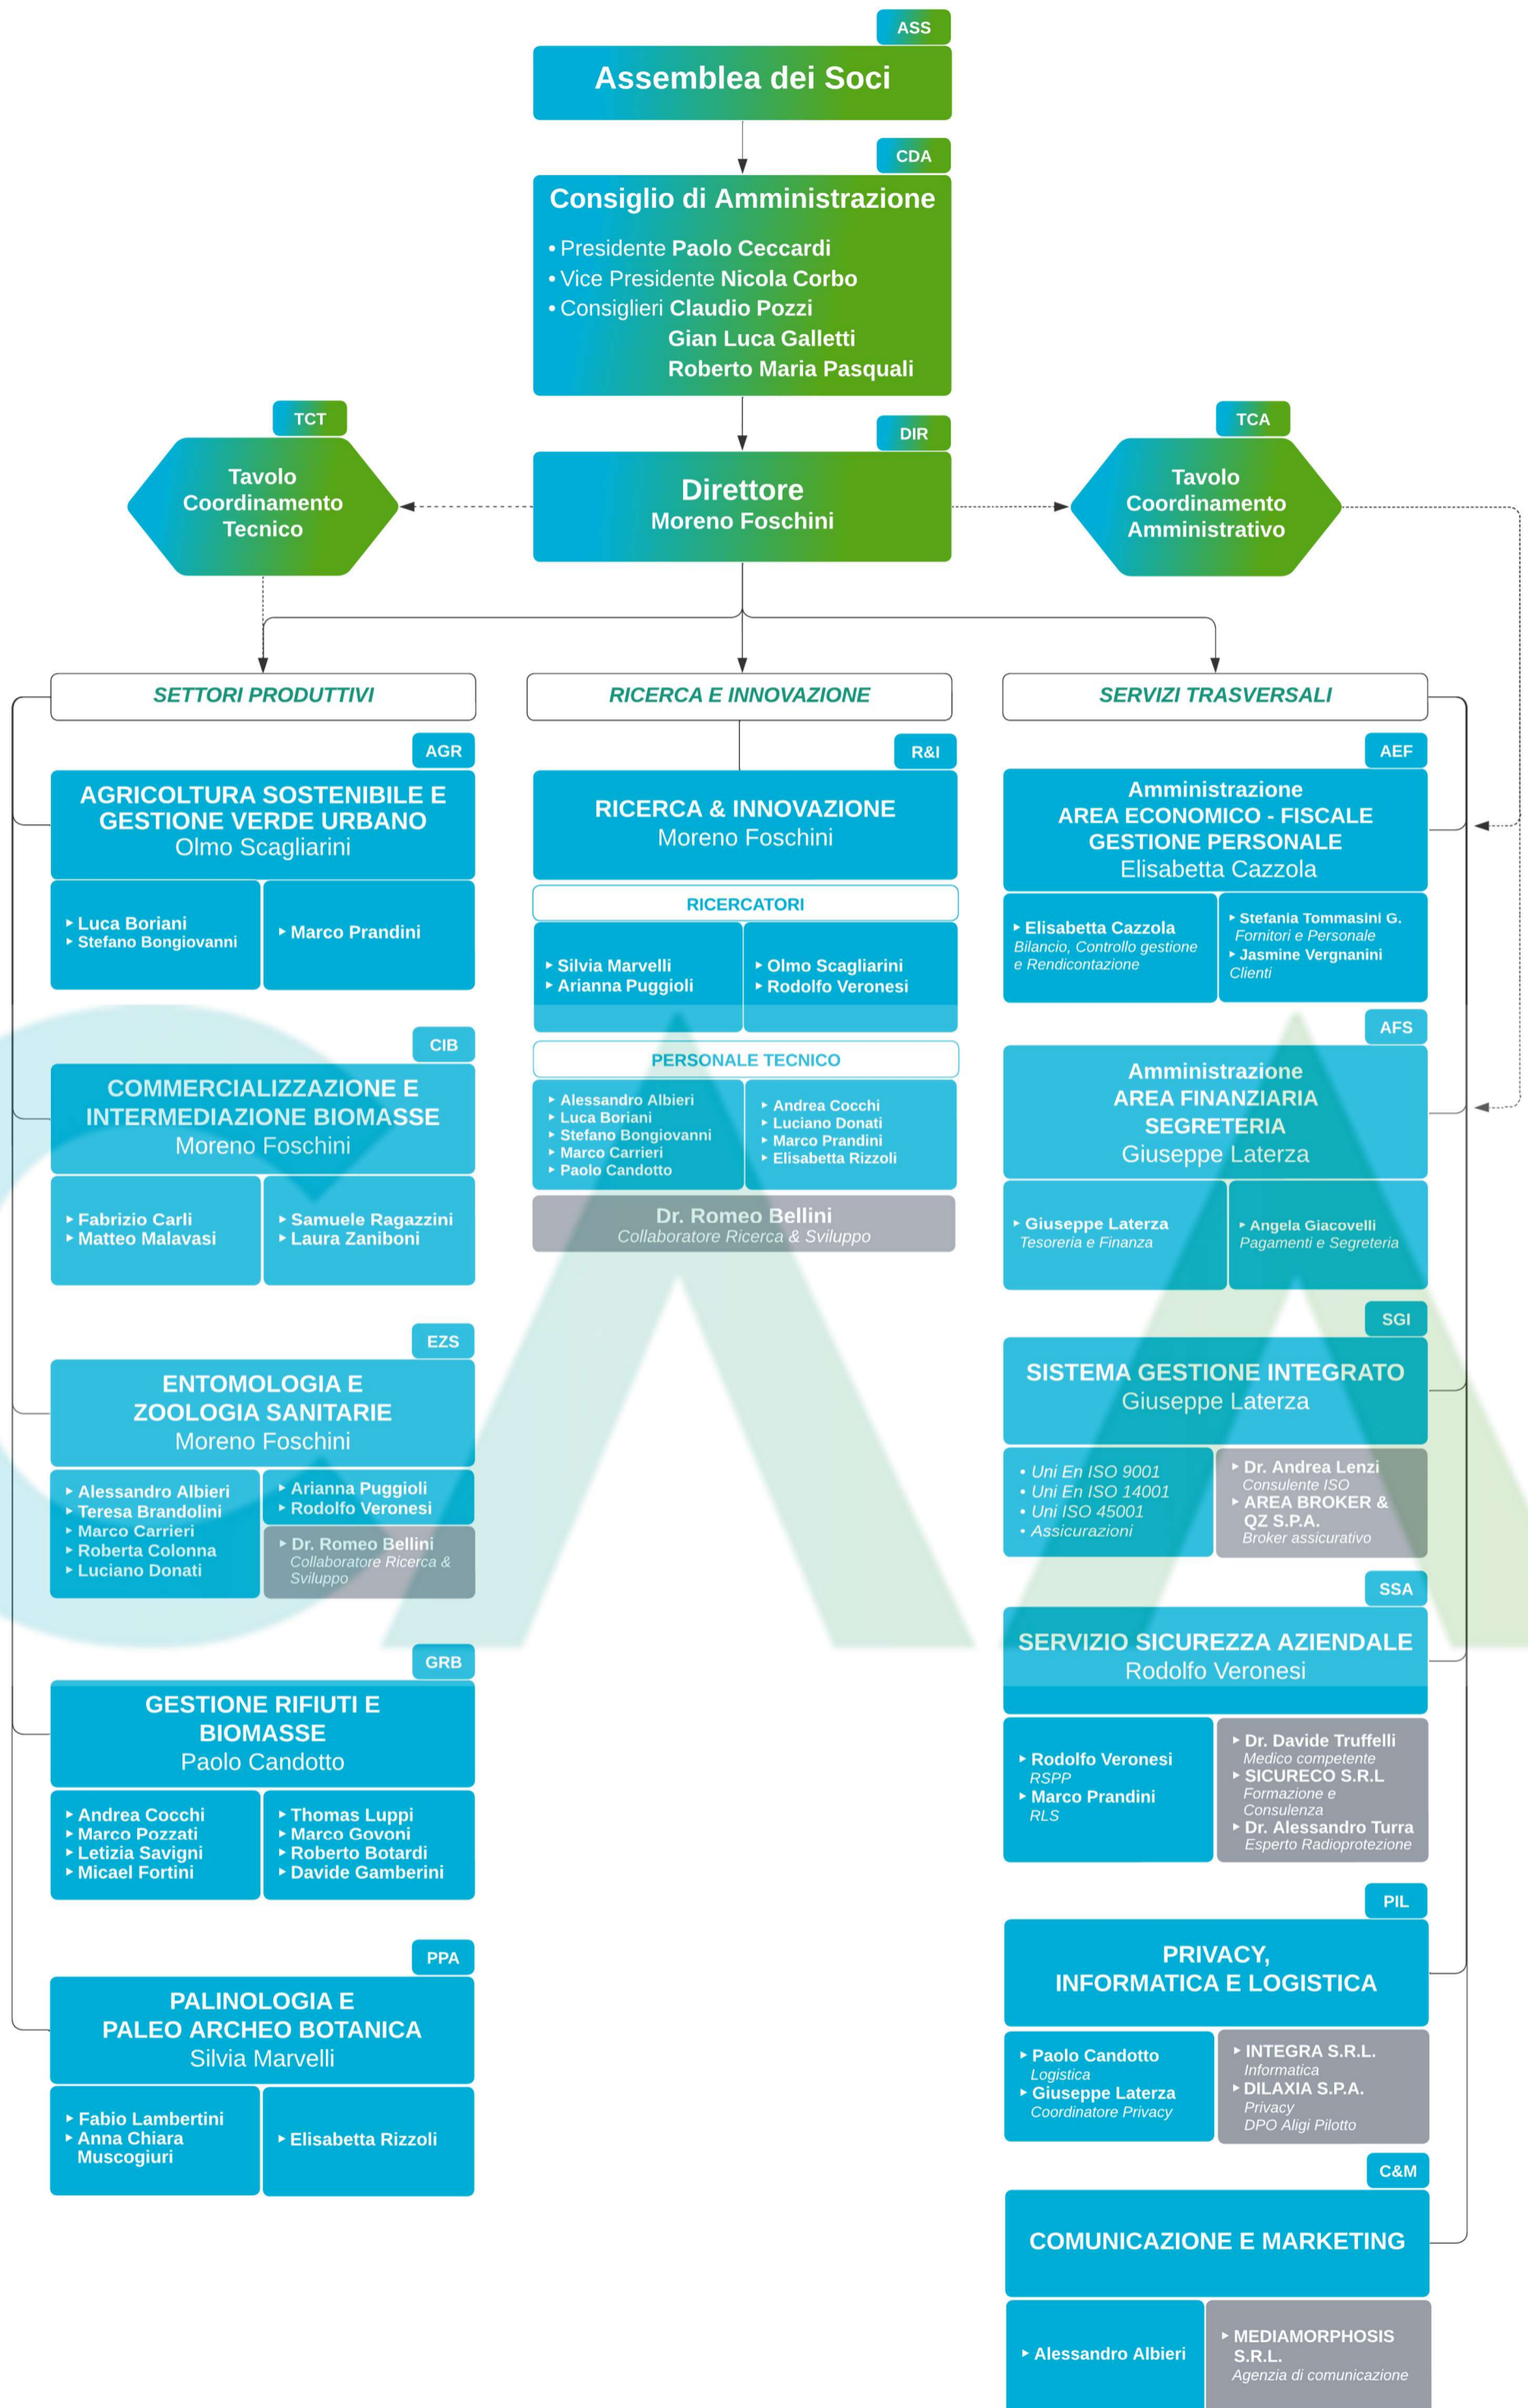 ASS
Assemblea dei Soci
CDA
Consiglio di Amministrazione
• Presidente Paolo Ceccardi
• Vice Presidente Nicola Corbo
• Consiglieri Claudio Pozzi
Gian Luca Galletti
Roberto Maria Pasquali
TCT
Tavolo
Coordinamento
Tecnico
DIR
Direttore
Moreno Foschini
TCA
Tavolo
Coordinamento
Amministrativo
SETTORI PRODUTTIVI
AGR
AGRICOLTURA SOSTENIBILE E
GESTIONE VERDE URBANO
Olmo Scagliarini
‣ Luca Boriani
‣ Stefano Bongiovanni
‣ Marco Prandini
CIB
COMMERCIALIZZAZIONE E
INTERMEDIAZIONE BIOMASSE
Moreno Foschini
‣ Fabrizio Carli
‣ Matteo Malavasi
‣ Samuele Ragazzini
‣ Laura Zaniboni
EZS
ENTOMOLOGIA E
ZOOLOGIA SANITARIE
Moreno Foschini
‣ Alessandro Albieri
‣ Teresa Brandolini
‣ Marco Carrieri
‣ Roberta Colonna
‣ Luciano Donati
‣ Arianna Puggioli
‣ Rodolfo Veronesi
‣ Dr. Romeo Bellini
Collaboratore Ricerca &
Sviluppo
GRB
GESTIONE RIFIUTI E
BIOMASSE
Paolo Candotto
‣ Andrea Cocchi
‣ Marco Pozzati
‣ Letizia Savigni
‣ Micael Fortini
‣ Thomas Luppi
‣ Marco Govoni
‣ Roberto Botardi
‣ Davide Gamberini
PPA
PALINOLOGIA E
PALEO ARCHEO BOTANICA
Silvia Marvelli
‣ Fabio Lambertini
‣ Anna Chiara
Muscogiuri
‣ Elisabetta Rizzoli
RICERCA E INNOVAZIONE
R&I
RICERCA & INNOVAZIONE
Moreno Foschini
RICERCATORI
‣ Silvia Marvelli
‣ Arianna Puggioli
‣ Olmo Scagliarini
‣ Rodolfo Veronesi
PERSONALE TECNICO
‣ Alessandro Albieri
‣ Luca Boriani
‣ Stefano Bongiovanni
‣ Marco Carrieri
‣ Paolo Candotto
‣ Andrea Cocchi
‣ Luciano Donati
‣ Marco Prandini
‣ Elisabetta Rizzoli
Dr. Romeo Bellini
Collaboratore Ricerca & Sviluppo
SERVIZI TRASVERSALI
AEF
Amministrazione
AREA ECONOMICO - FISCALE
GESTIONE PERSONALE
Elisabetta Cazzola
‣ Elisabetta Cazzola
Bilancio, Controllo gestione
e Rendicontazione
‣ Stefania Tommasini G.
Fornitori e Personale
‣ Jasmine Vergnanini
Clienti
AFS
Amministrazione
AREA FINANZIARIA
SEGRETERIA
Giuseppe Laterza
‣ Giuseppe Laterza
Tesoreria e Finanza
‣ Angela Giacovelli
Pagamenti e Segreteria
SGI
SISTEMA GESTIONE INTEGRATO
Giuseppe Laterza
• Uni En ISO 9001
• Uni En ISO 14001
• Uni ISO 45001
• Assicurazioni
‣ Dr. Andrea Lenzi
Consulente ISO
‣ AREA BROKER &
QZ S.P.A.
Broker assicurativo
SSA
SERVIZIO SICUREZZA AZIENDALE
Rodolfo Veronesi
‣ Rodolfo Veronesi
RSPP
‣ Marco Prandini
RLS
‣ Dr. Davide Truffelli
Medico competente
‣ SICURECO S.R.L
Formazione e
Consulenza
‣ Dr. Alessandro Turra
Esperto Radioprotezione
PIL
PRIVACY,
INFORMATICA E LOGISTICA
‣ Paolo Candotto
Logistica
‣ Giuseppe Laterza
Coordinatore Privacy
‣ INTEGRA S.R.L.
Informatica
‣ DILAXIA S.P.A.
Privacy
DPO Aligi Pilotto
C&M
COMUNICAZIONE E MARKETING
‣ Alessandro Albieri
‣ MEDIAMORPHOSIS
S.R.L.
Agenzia di comunicazione